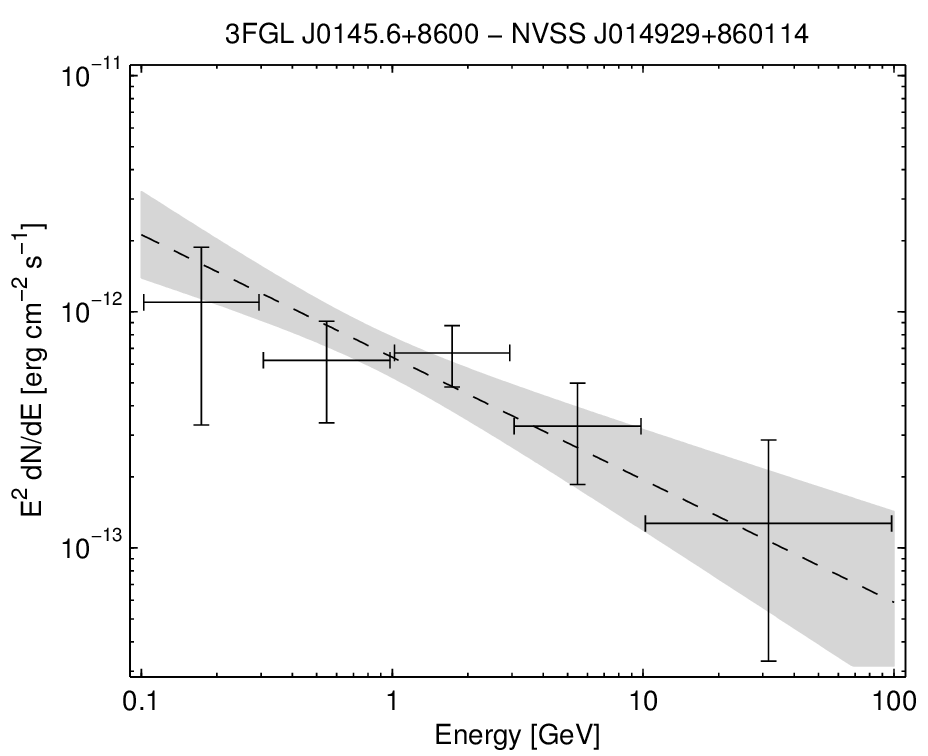 3FGL J0145.6+8600 − NVSS J014929+860114
E² dN/dE [erg cm⁻² s⁻¹]
10⁻¹¹
10⁻¹²
10⁻¹³
0.1 1 10 100
Energy [GeV]